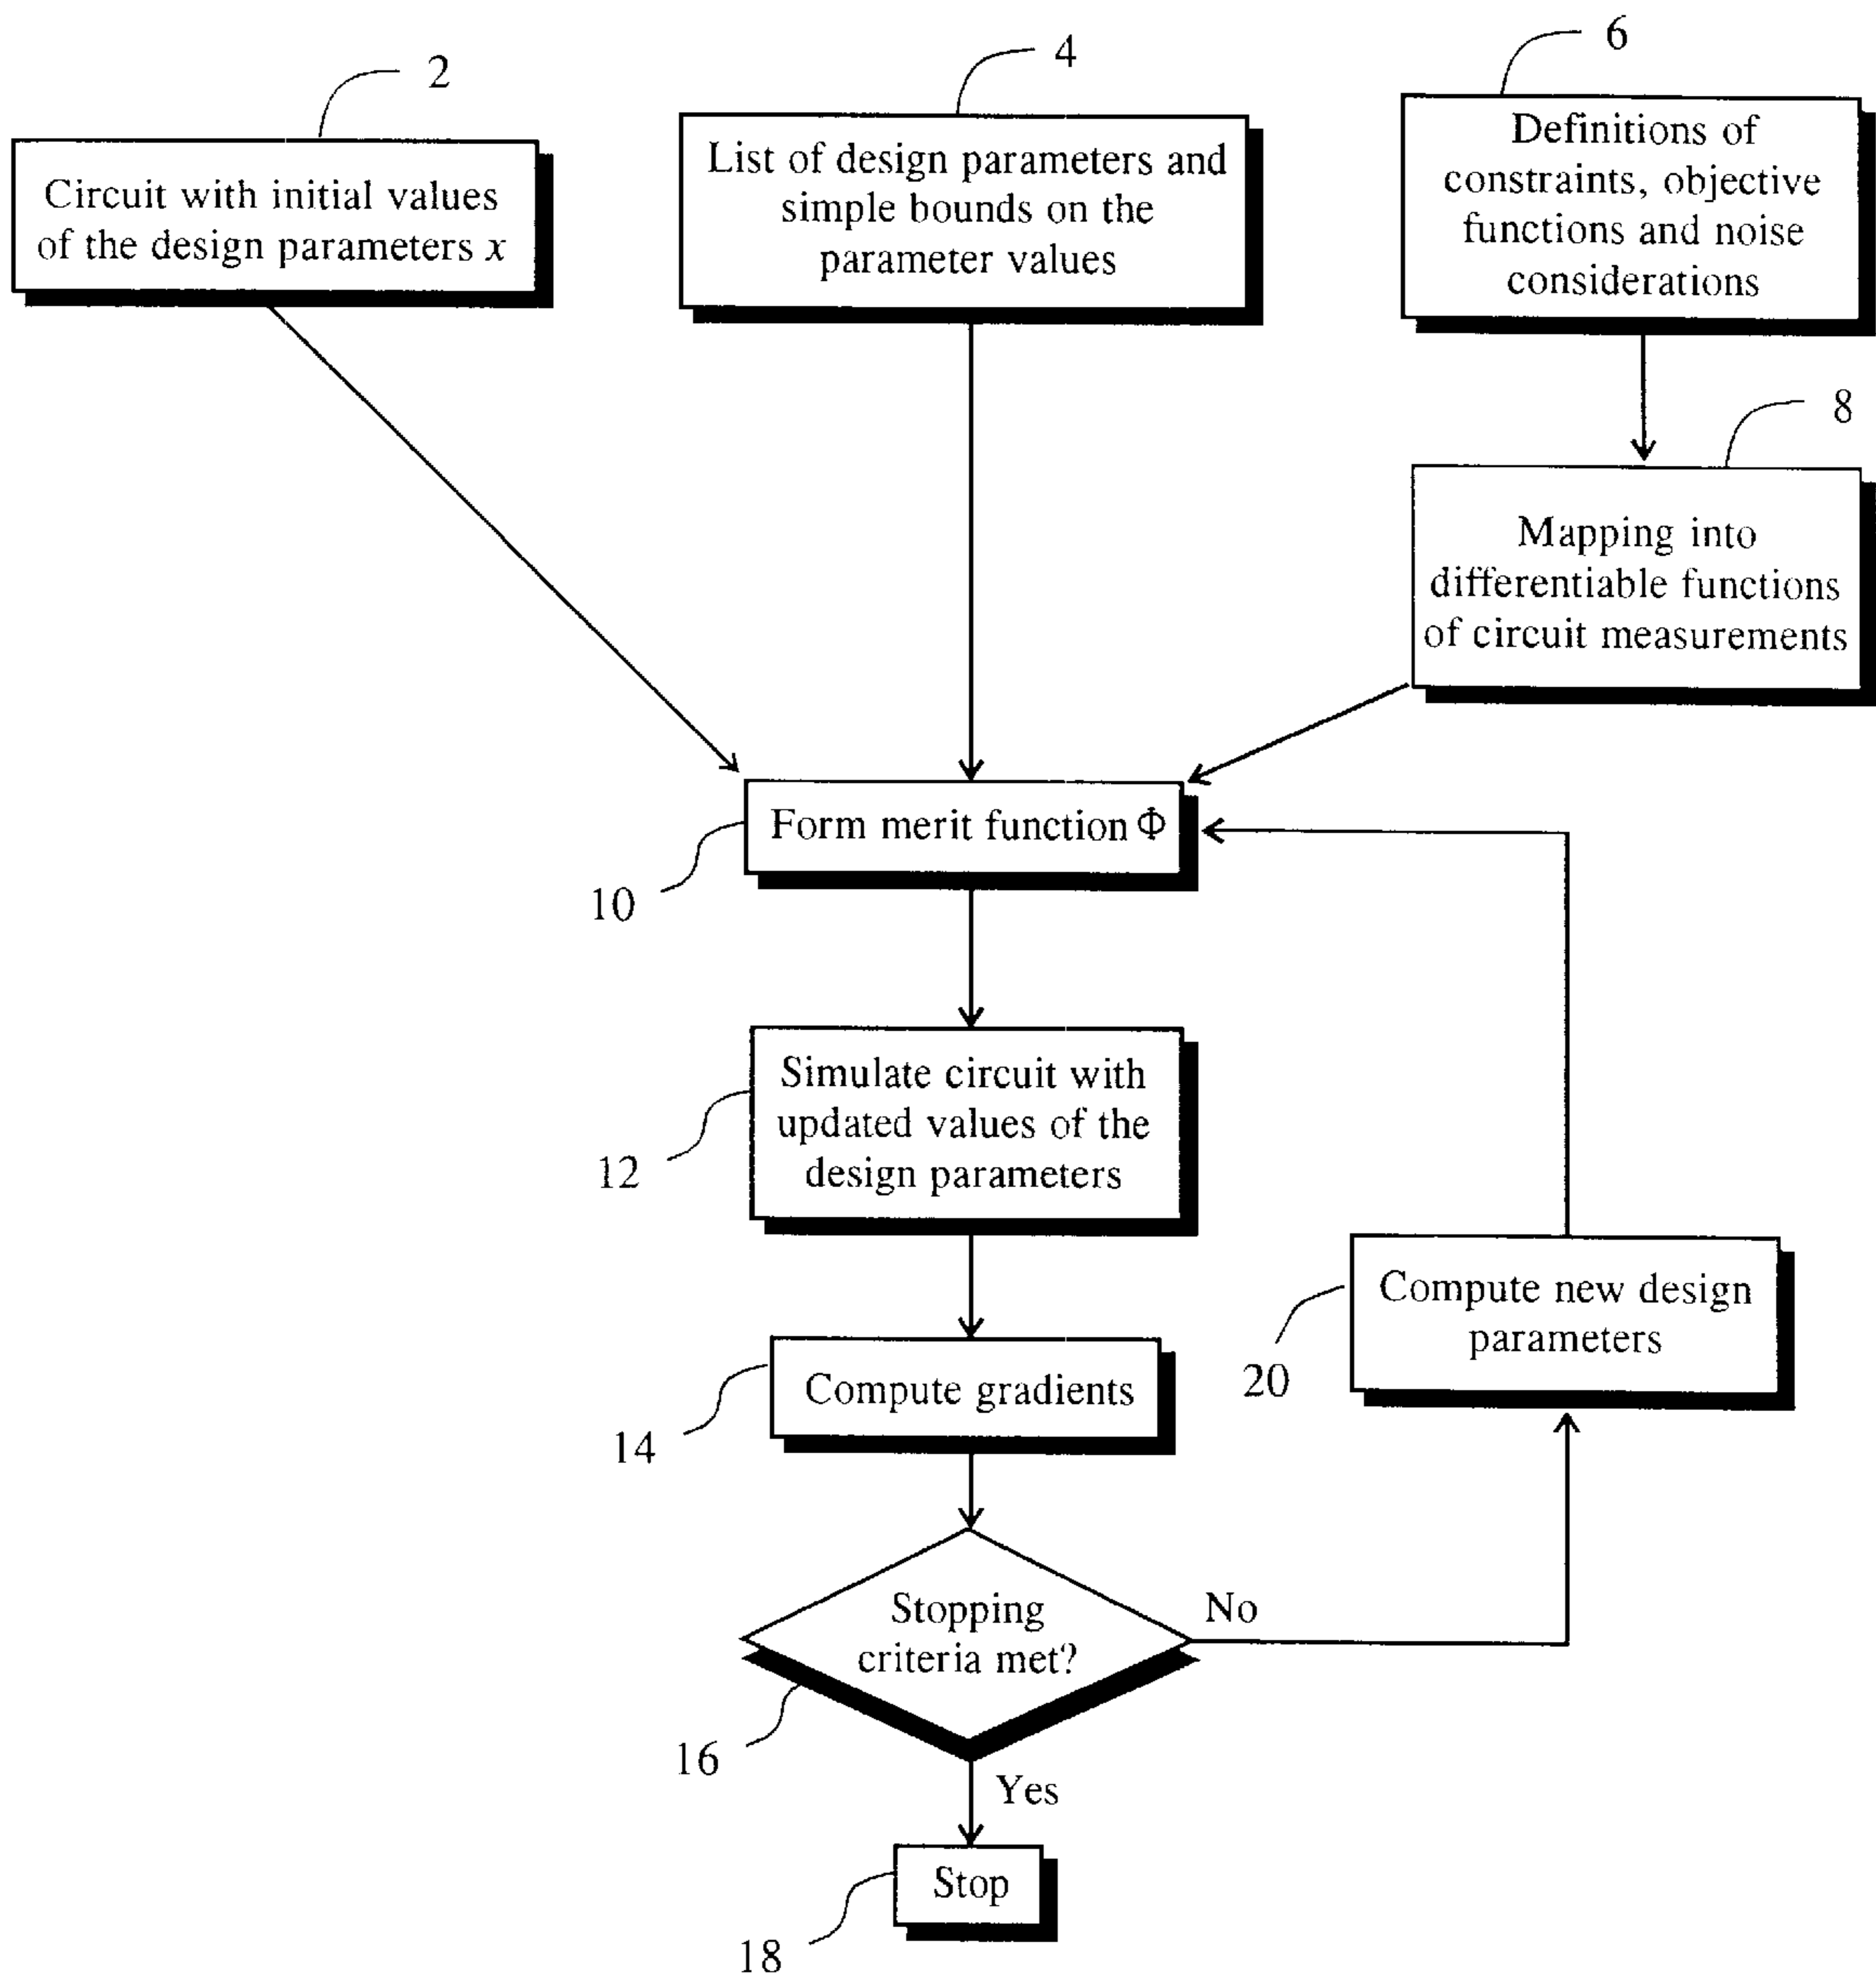 2
Circuit with initial values
of the design parameters x
4
List of design parameters and
simple bounds on the
parameter values
6
Definitions of
constraints, objective
functions and noise
considerations
8
Mapping into
differentiable functions
of circuit measurements
Form merit function Φ
10
Simulate circuit with
updated values of the
design parameters
12
Compute new design
parameters
20
Compute gradients
14
Stopping
criteria met?
No
16
Yes
Stop
18